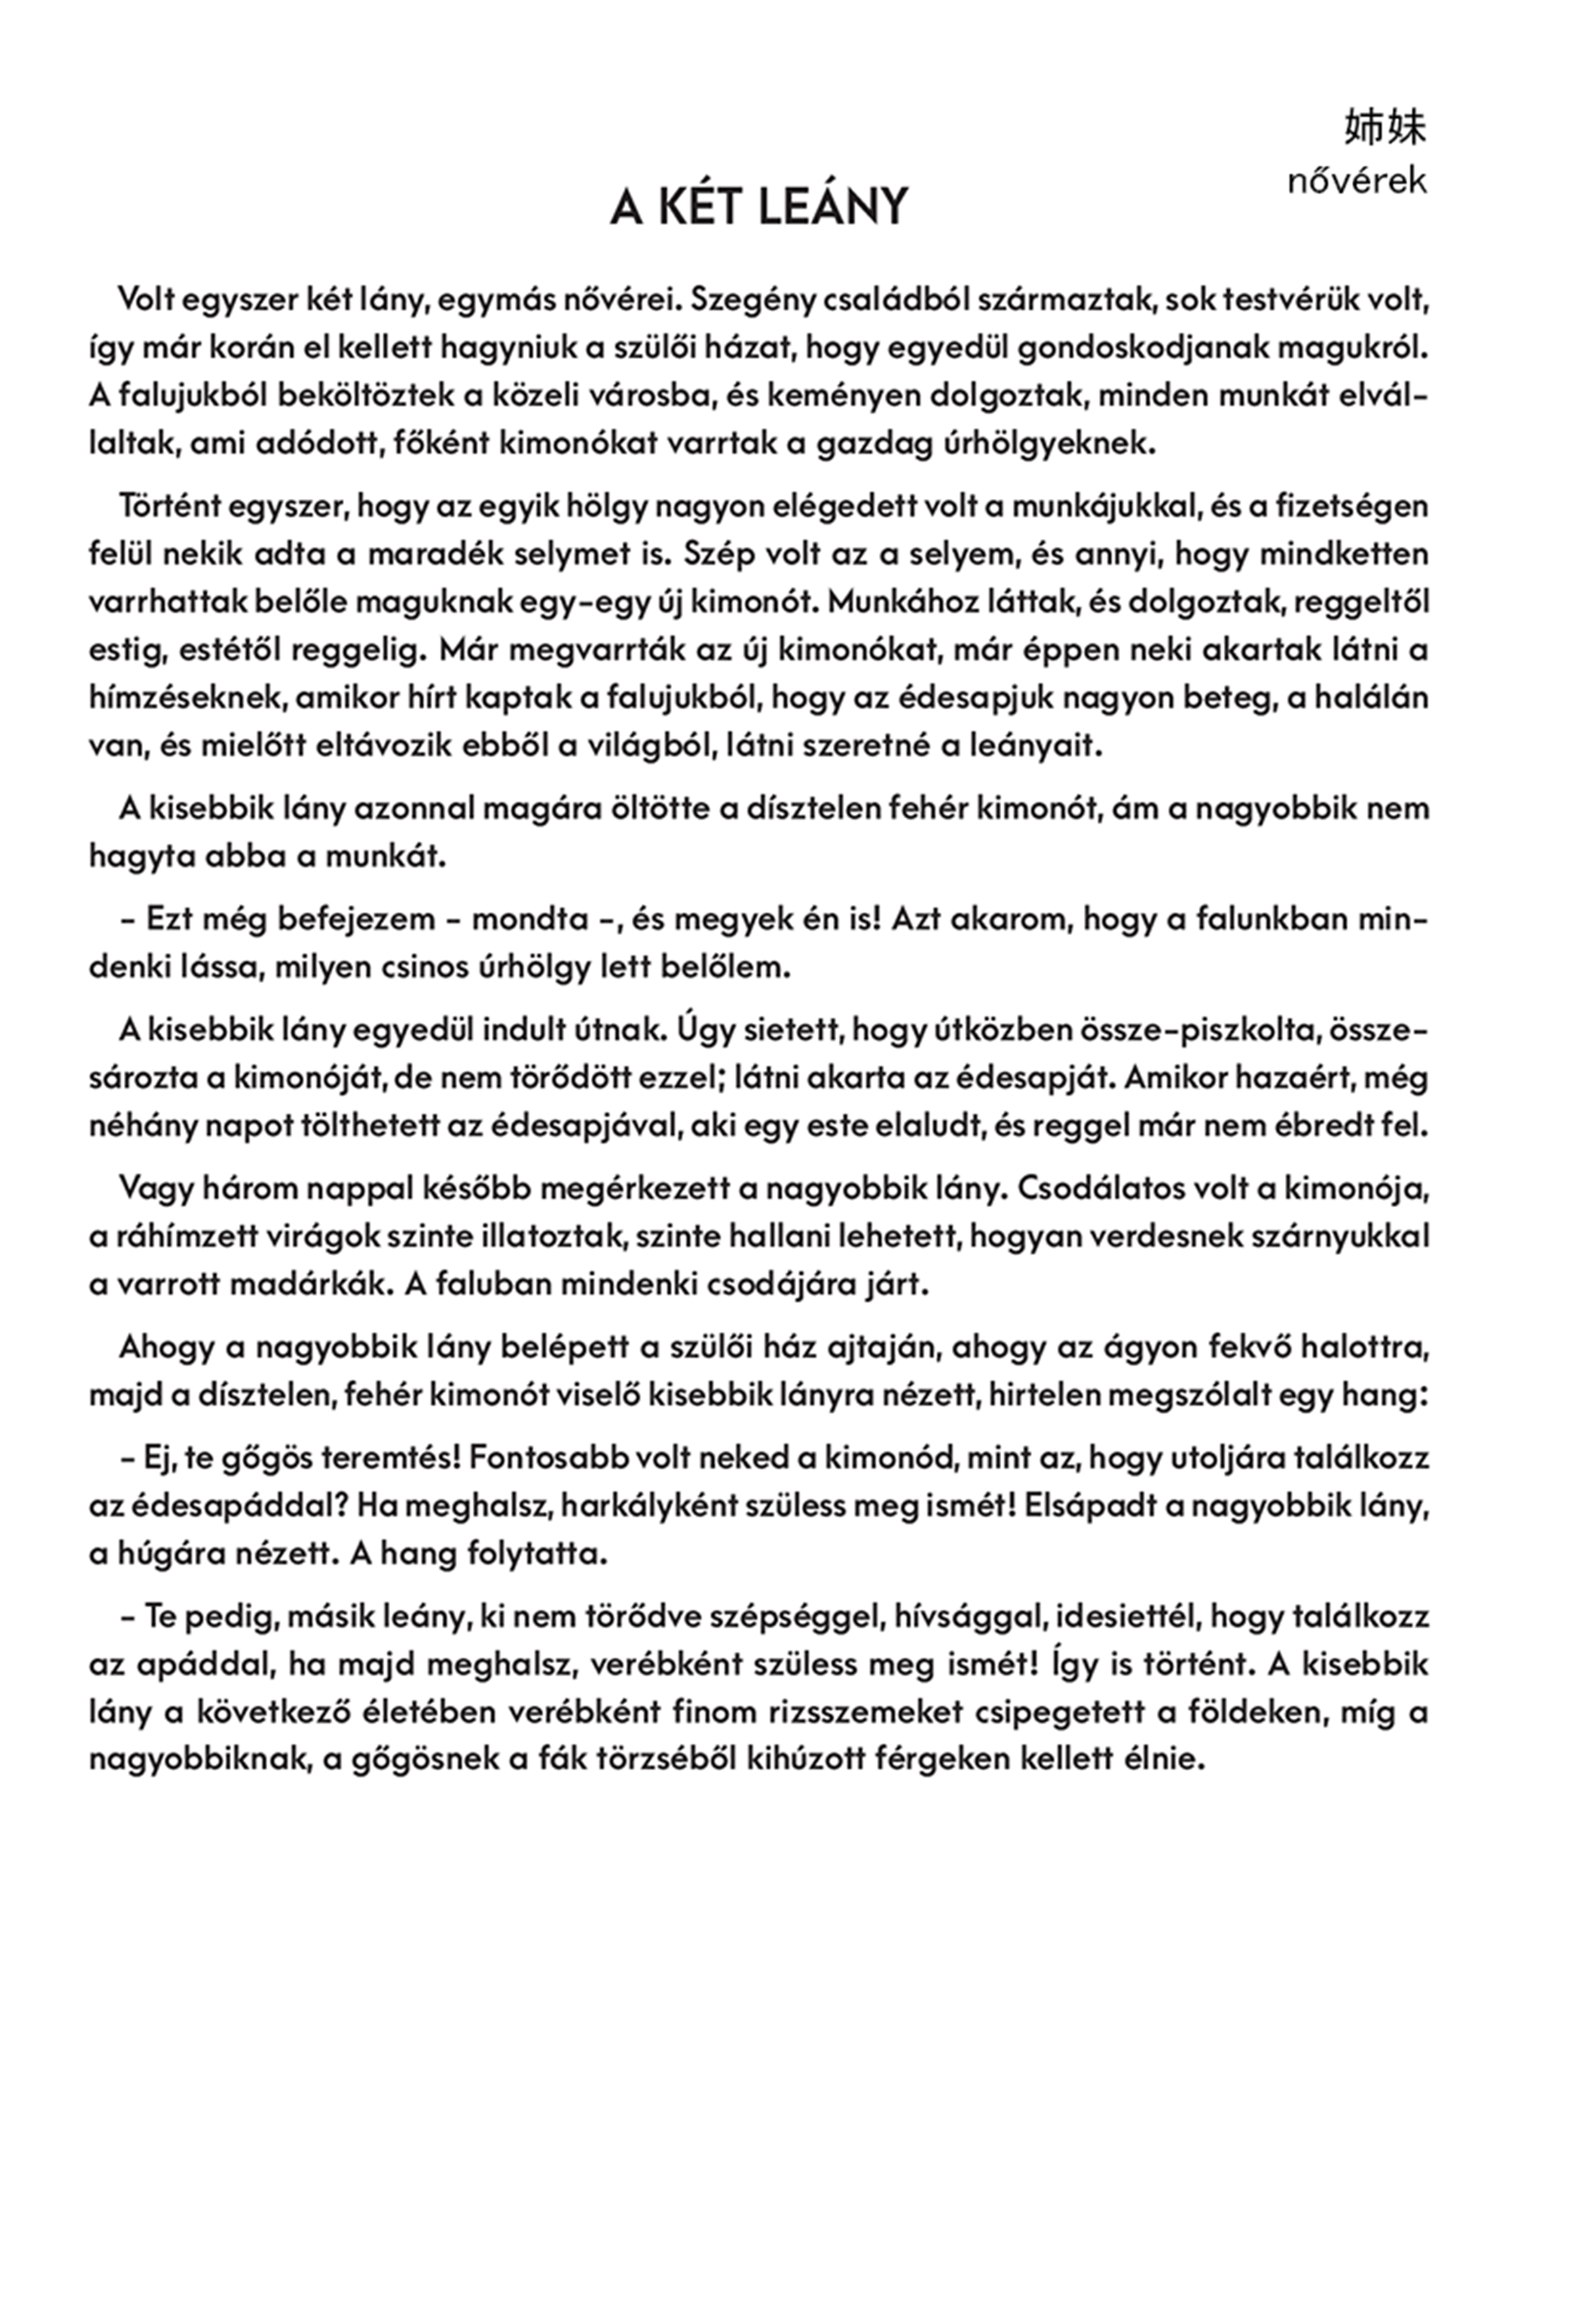 姉妹
nővérek
A KÉT LEÁNY
Volt egyszer két lány, egymás nővérei. Szegény családból származtak, sok testvérük volt,
így már korán el kellett hagyniuk a szülői házat, hogy egyedül gondoskodjanak magukról.
A falujukból beköltöztek a közeli városba, és keményen dolgoztak, minden munkát elvál-
laltak, ami adódott, főként kimonókat varrtak a gazdag úrhölgyeknek.
Történt egyszer, hogy az egyik hölgy nagyon elégedett volt a munkájukkal, és a fizetségen
felül nekik adta a maradék selymet is. Szép volt az a selyem, és annyi, hogy mindketten
varrhattak belőle maguknak egy-egy új kimonót. Munkához láttak, és dolgoztak, reggeltől
estig, estétől reggelig. Már megvarrták az új kimonókat, már éppen neki akartak látni a
hímzéseknek, amikor hírt kaptak a falujukból, hogy az édesapjuk nagyon beteg, a halálán
van, és mielőtt eltávozik ebből a világból, látni szeretné a leányait.
A kisebbik lány azonnal magára öltötte a dísztelen fehér kimonót, ám a nagyobbik nem
hagyta abba a munkát.
- Ezt még befejezem - mondta -, és megyek én is! Azt akarom, hogy a falunkban min-
denki lássa, milyen csinos úrhölgy lett belőlem.
A kisebbik lány egyedül indult útnak. Úgy sietett, hogy útközben össze-piszkolta, össze-
sározta a kimonóját, de nem törődött ezzel; látni akarta az édesapját. Amikor hazaért, még
néhány napot tölthetett az édesapjával, aki egy este elaludt, és reggel már nem ébredt fel.
Vagy három nappal később megérkezett a nagyobbik lány. Csodálatos volt a kimonója,
a ráhímzett virágok szinte illatoztak, szinte hallani lehetett, hogyan verdesnek szárnyukkal
a varrott madárkák. A faluban mindenki csodájára járt.
Ahogy a nagyobbik lány belépett a szülői ház ajtaján, ahogy az ágyon fekvő halottra,
majd a dísztelen, fehér kimonót viselő kisebbik lányra nézett, hirtelen megszólalt egy hang:
- Ej, te gőgös teremtés! Fontosabb volt neked a kimonód, mint az, hogy utoljára találkozz
az édesapáddal? Ha meghalsz, harkályként szüless meg ismét! Elsápadt a nagyobbik lány,
a húgára nézett. A hang folytatta.
- Te pedig, másik leány, ki nem törődve szépséggel, hívsággal, idesiettél, hogy találkozz
az apáddal, ha majd meghalsz, verébként szüless meg ismét! Így is történt. A kisebbik
lány a következő életében verébként finom rizsszemeket csipegetett a földeken, míg a
nagyobbiknak, a gőgösnek a fák törzséből kihúzott férgeken kellett élnie.